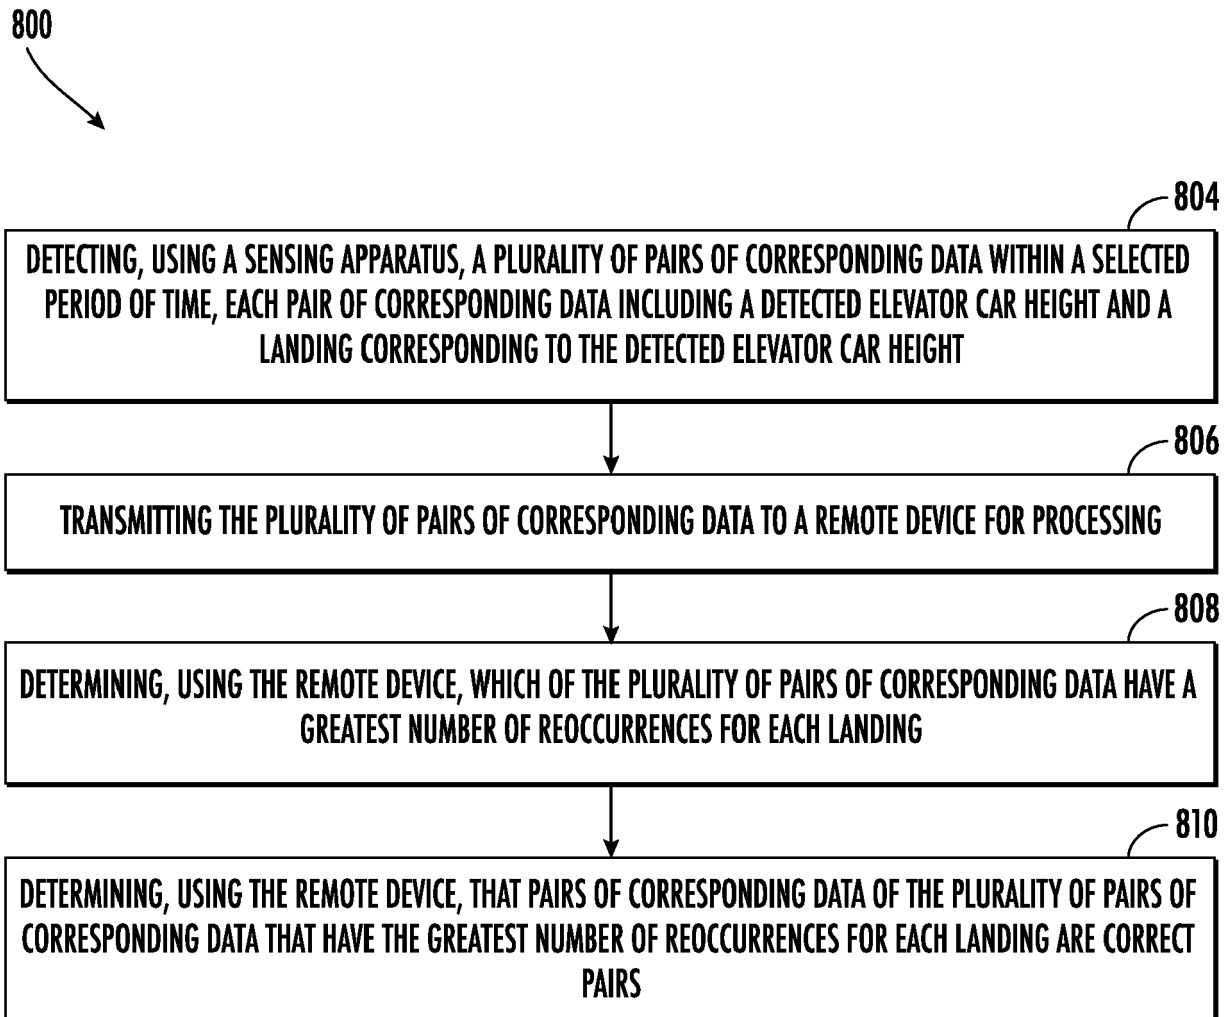 800
804
DETECTING, USING A SENSING APPARATUS, A PLURALITY OF PAIRS OF CORRESPONDING DATA WITHIN A SELECTED
PERIOD OF TIME, EACH PAIR OF CORRESPONDING DATA INCLUDING A DETECTED ELEVATOR CAR HEIGHT AND A
LANDING CORRESPONDING TO THE DETECTED ELEVATOR CAR HEIGHT
806
TRANSMITTING THE PLURALITY OF PAIRS OF CORRESPONDING DATA TO A REMOTE DEVICE FOR PROCESSING
808
DETERMINING, USING THE REMOTE DEVICE, WHICH OF THE PLURALITY OF PAIRS OF CORRESPONDING DATA HAVE A
GREATEST NUMBER OF REOCCURRENCES FOR EACH LANDING
810
DETERMINING, USING THE REMOTE DEVICE, THAT PAIRS OF CORRESPONDING DATA OF THE PLURALITY OF PAIRS OF
CORRESPONDING DATA THAT HAVE THE GREATEST NUMBER OF REOCCURRENCES FOR EACH LANDING ARE CORRECT
PAIRS